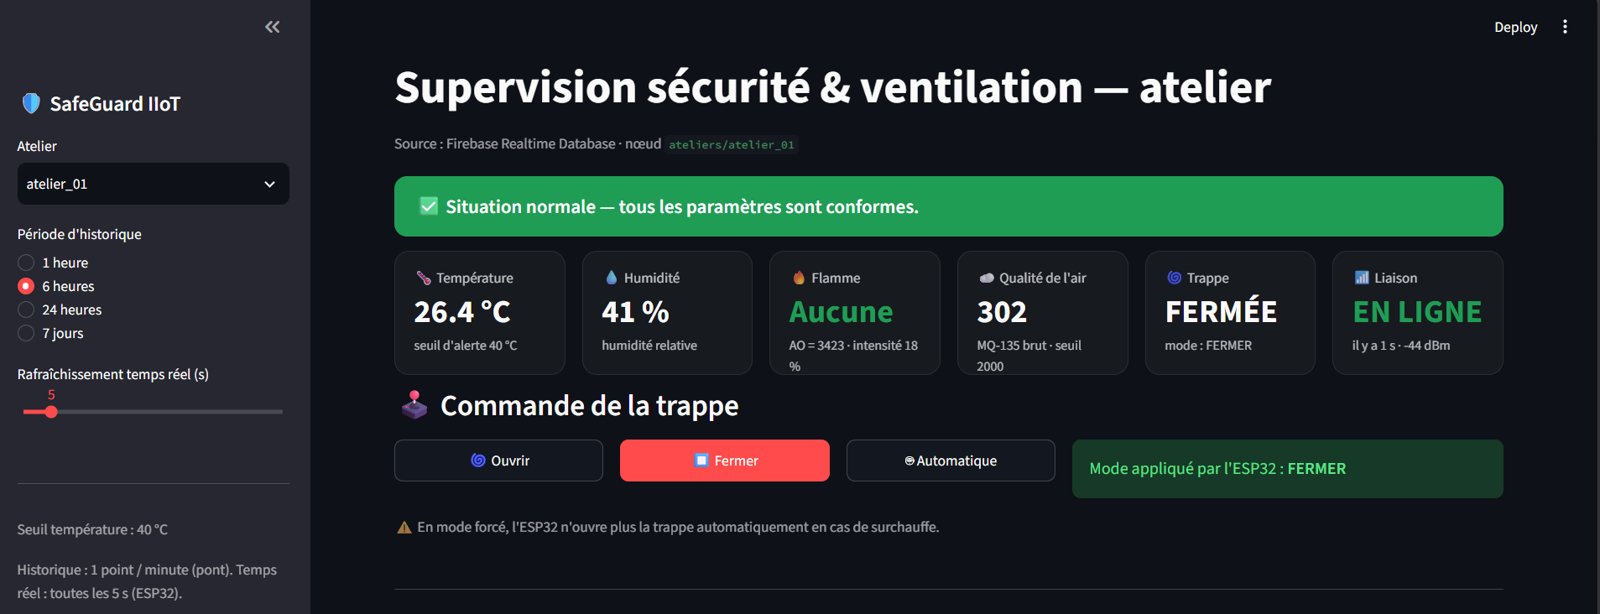 Deploy
SafeGuard IIoT
Atelier
atelier_01
Période d'historique
1 heure
6 heures
24 heures
7 jours
Rafraîchissement temps réel (s)
5
Seuil température : 40 °C
Historique : 1 point / minute (pont). Temps
réel : toutes les 5 s (ESP32).
Supervision sécurité & ventilation — atelier
Source : Firebase Realtime Database · nœud ateliers/atelier_01
Situation normale — tous les paramètres sont conformes.
Température
26.4 °C
seuil d'alerte 40 °C
Humidité
41 %
humidité relative
Flamme
Aucune
AO = 3423 · intensité 18
%
Qualité de l'air
302
MQ-135 brut · seuil
2000
Trappe
FERMÉE
mode : FERMER
Liaison
EN LIGNE
il y a 1 s · -44 dBm
Commande de la trappe
Ouvrir
Fermer
Automatique
Mode appliqué par l'ESP32 : FERMER
En mode forcé, l'ESP32 n'ouvre plus la trappe automatiquement en cas de surchauffe.